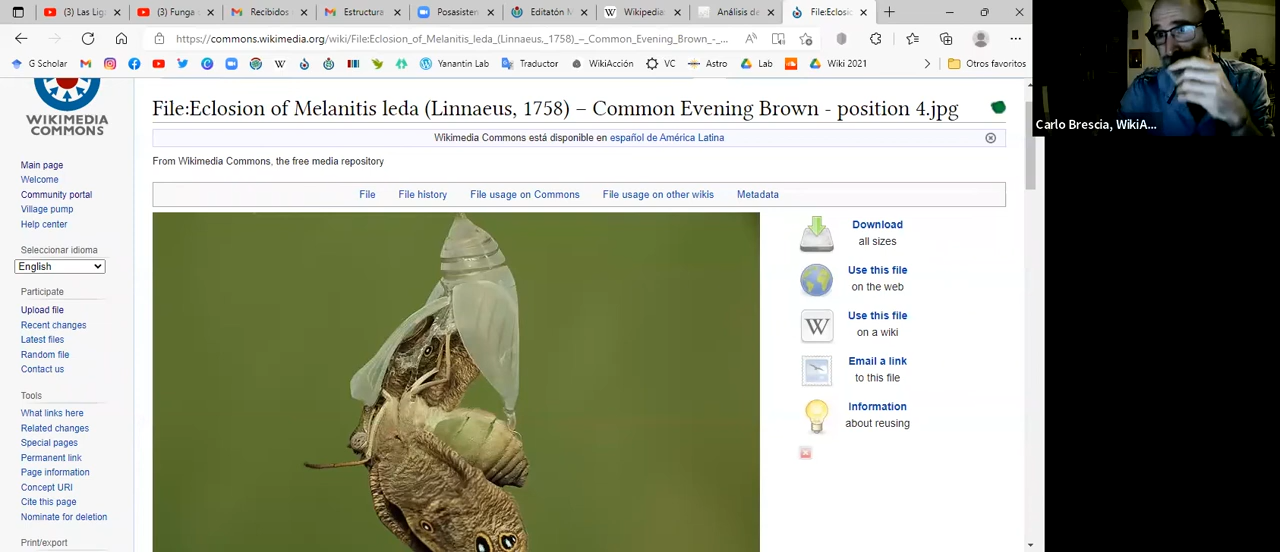 (3) Las Lig
(3) Funga
Recibidos
Estructura
Posasister
Editatón M
Wikipedia:
Análisis de
File:Eclosio
https://commons.wikimedia.org/wiki/File:Eclosion_of_Melanitis_leda_(Linnaeus,_1758)_–_Common_Evening_Brown_-_...
G Scholar
M
Instagram
Facebook
VC
Yanantin Lab
Traductor
WikiAcción
VC
Astro
Lab
Wiki 2021
Otros favoritos
Carlo Brescia, WikiA...
WIKIMEDIA
COMMONS
Main page
Welcome
Community portal
Village pump
Help center
Seleccionar idioma
English
Participate
Upload file
Recent changes
Latest files
Random file
Contact us
Tools
What links here
Related changes
Special pages
Permanent link
Page information
Concept URI
Cite this page
Nominate for deletion
Print/export
File:Eclosion of Melanitis leda (Linnaeus, 1758) – Common Evening Brown - position 4.jpg
Wikimedia Commons está disponible en español de América Latina
From Wikimedia Commons, the free media repository
File File history File usage on Commons File usage on other wikis Metadata
Download
all sizes
Use this file
on the web
W
Use this file
on a wiki
Email a link
to this file
Information
about reusing